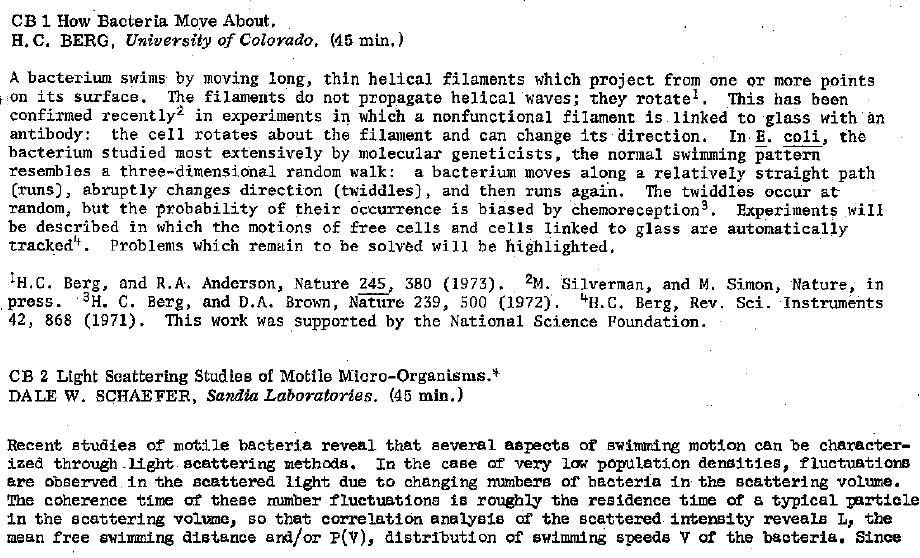 CB 1 How Bacteria Move About.
H.C. BERG, University of Colorado. (45 min.)
A bacterium swims by moving long, thin helical filaments which project from one or more points
on its surface. The filaments do not propagate helical waves; they rotate¹. This has been
confirmed recently² in experiments in which a nonfunctional filament is linked to glass with an
antibody: the cell rotates about the filament and can change its direction. In E. coli, the
bacterium studied most extensively by molecular geneticists, the normal swimming pattern
resembles a three-dimensional random walk: a bacterium moves along a relatively straight path
(runs), abruptly changes direction (twiddles), and then runs again. The twiddles occur at
random, but the probability of their occurrence is biased by chemoreception³. Experiments will
be described in which the motions of free cells and cells linked to glass are automatically
tracked⁴. Problems which remain to be solved will be highlighted.
¹H.C. Berg, and R.A. Anderson, Nature 245, 380 (1973). ²M. Silverman, and M. Simon, Nature, in
press. ³H. C. Berg, and D.A. Brown, Nature 239, 500 (1972). ⁴H.C. Berg, Rev. Sci. Instruments
42, 868 (1971). This work was supported by the National Science Foundation.
CB 2 Light Scattering Studies of Motile Micro-Organisms.*
DALE W. SCHAEFER, Sandia Laboratories. (45 min.)
Recent studies of motile bacteria reveal that several aspects of swimming motion can be character-
ized through light scattering methods. In the case of very low population densities, fluctuations
are observed in the scattered light due to changing numbers of bacteria in the scattering volume.
The coherence time of these number fluctuations is roughly the residence time of a typical particle
in the scattering volume, so that correlation analysis of the scattered intensity reveals L, the
mean free swimming distance and/or P(V), distribution of swimming speeds V of the bacteria. Since